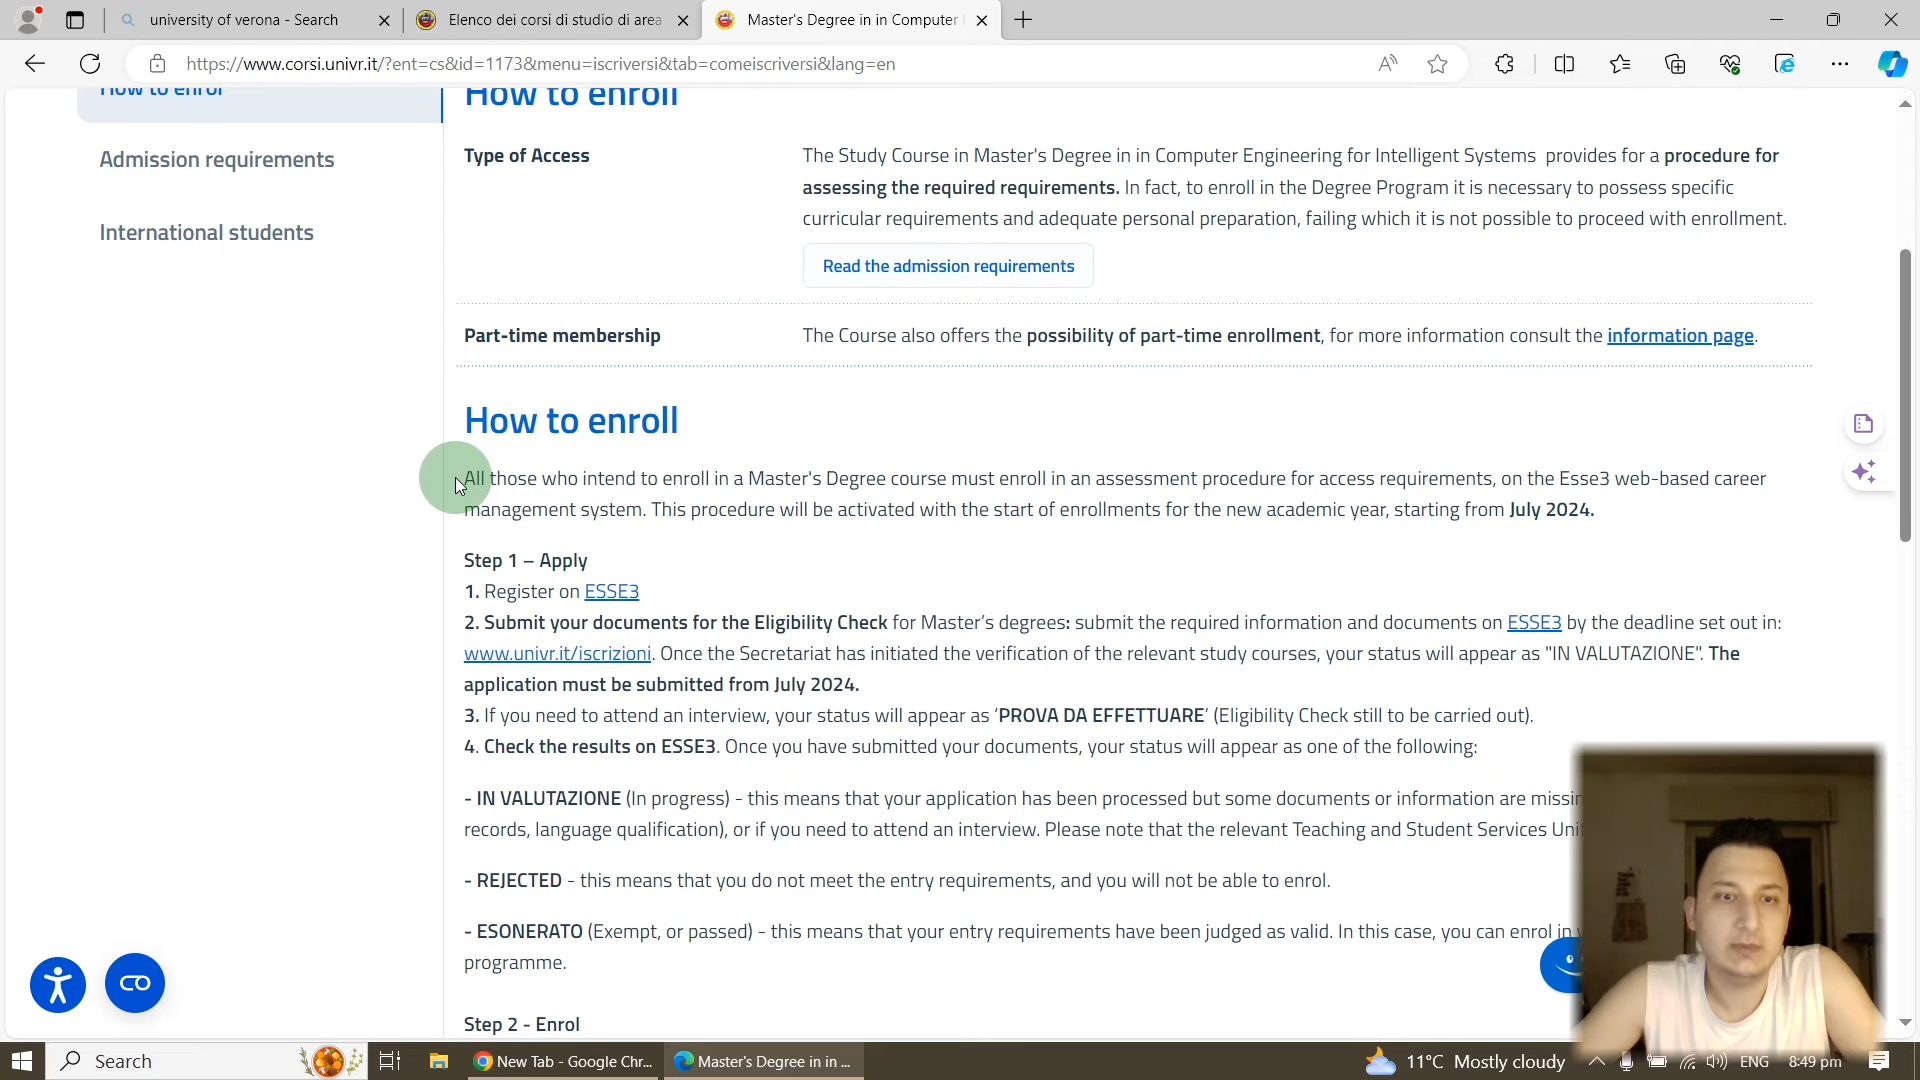 university of verona - Search
Elenco dei corsi di studio di area
Master's Degree in in Computer
https://www.corsi.univr.it/?ent=cs&id=1173&menu=iscriversi&tab=comeiscriversi&lang=en
How to enrol
Admission requirements
International students
How to enroll
Type of Access
The Study Course in Master's Degree in in Computer Engineering for Intelligent Systems provides for a procedure for
assessing the required requirements. In fact, to enroll in the Degree Program it is necessary to possess specific
curricular requirements and adequate personal preparation, failing which it is not possible to proceed with enrollment.
Read the admission requirements
Part-time membership
The Course also offers the possibility of part-time enrollment, for more information consult the information page.
How to enroll
All those who intend to enroll in a Master's Degree course must enroll in an assessment procedure for access requirements, on the Esse3 web-based career
management system. This procedure will be activated with the start of enrollments for the new academic year, starting from July 2024.
Step 1 – Apply
1. Register on ESSE3
2. Submit your documents for the Eligibility Check for Master's degrees: submit the required information and documents on ESSE3 by the deadline set out in:
www.univr.it/iscrizioni. Once the Secretariat has initiated the verification of the relevant study courses, your status will appear as "IN VALUTAZIONE". The
application must be submitted from July 2024.
3. If you need to attend an interview, your status will appear as 'PROVA DA EFFETTUARE' (Eligibility Check still to be carried out).
4. Check the results on ESSE3. Once you have submitted your documents, your status will appear as one of the following:
- IN VALUTAZIONE (In progress) - this means that your application has been processed but some documents or information are missin
records, language qualification), or if you need to attend an interview. Please note that the relevant Teaching and Student Services Uni
- REJECTED - this means that you do not meet the entry requirements, and you will not be able to enrol.
- ESONERATO (Exempt, or passed) - this means that your entry requirements have been judged as valid. In this case, you can enrol in
programme.
Step 2 - Enrol
Search
New Tab - Google Chr...
Master's Degree in in ...
11°C Mostly cloudy
ENG
8:49 pm